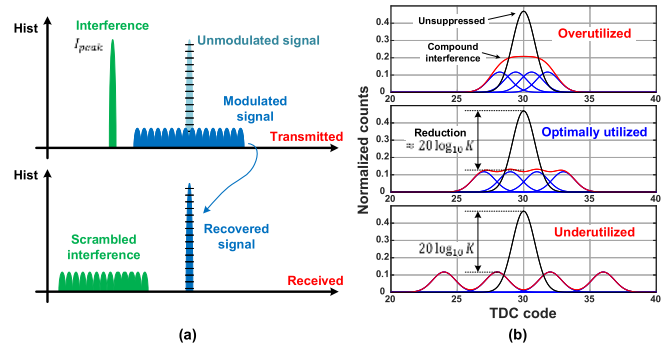 Hist
Interference
I_peak
Unmodulated signal
Modulated
signal
Transmitted
Hist
Scrambled
interference
Recovered
signal
Received
(a)
Normalized counts
0.4
0.3
0.2
0.1
0
Unsuppressed
Compound
interference
Overutilized
20 25 30 35 40
0.4
0.3
0.2
0.1
0
Reduction
≈ 20 log₁₀ K
Optimally utilized
20 25 30 35 40
0.4
0.3
0.2
0.1
0
20 log₁₀ K
Underutilized
20 25 30 35 40
TDC code
(b)